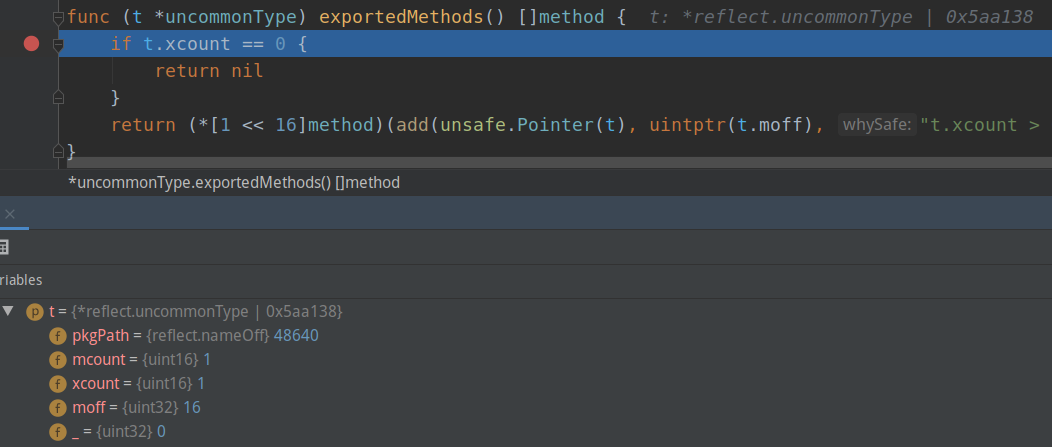 func (t *uncommonType) exportedMethods() []method {  t: *reflect.uncommonType | 0x5aa138
if t.xcount == 0 {
return nil
}
return (*[1 << 16]method)(add(unsafe.Pointer(t), uintptr(t.moff), whySafe: "t.xcount >
}
*uncommonType.exportedMethods() []method
×
riables
p t = {*reflect.uncommonType | 0x5aa138}
f pkgPath = {reflect.nameOff} 48640
f mcount = {uint16} 1
f xcount = {uint16} 1
f moff = {uint32} 16
f _ = {uint32} 0